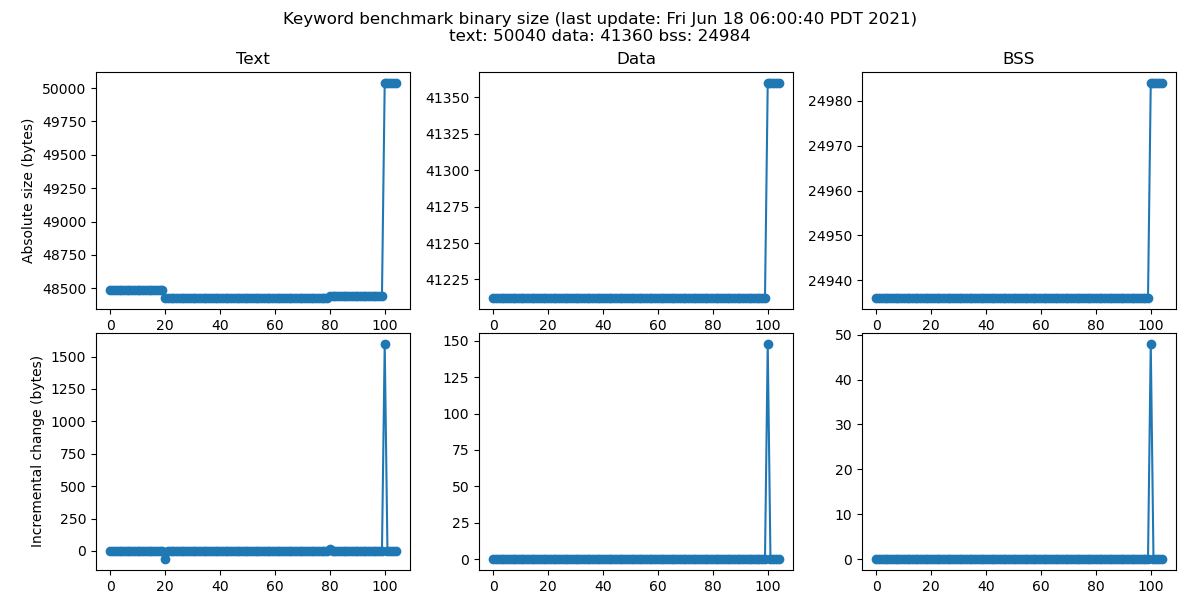 Keyword benchmark binary size (last update: Fri Jun 18 06:00:40 PDT 2021)
text: 50040 data: 41360 bss: 24984
Text
Absolute size (bytes)
50000
49750
49500
49250
49000
48750
48500
0 20 40 60 80 100
Data
41350
41325
41300
41275
41250
41225
0 20 40 60 80 100
BSS
24980
24970
24960
24950
24940
0 20 40 60 80 100
Incremental change (bytes)
1500
1250
1000
750
500
250
0
0 20 40 60 80 100
150
125
100
75
50
25
0
0 20 40 60 80 100
50
40
30
20
10
0
0 20 40 60 80 100